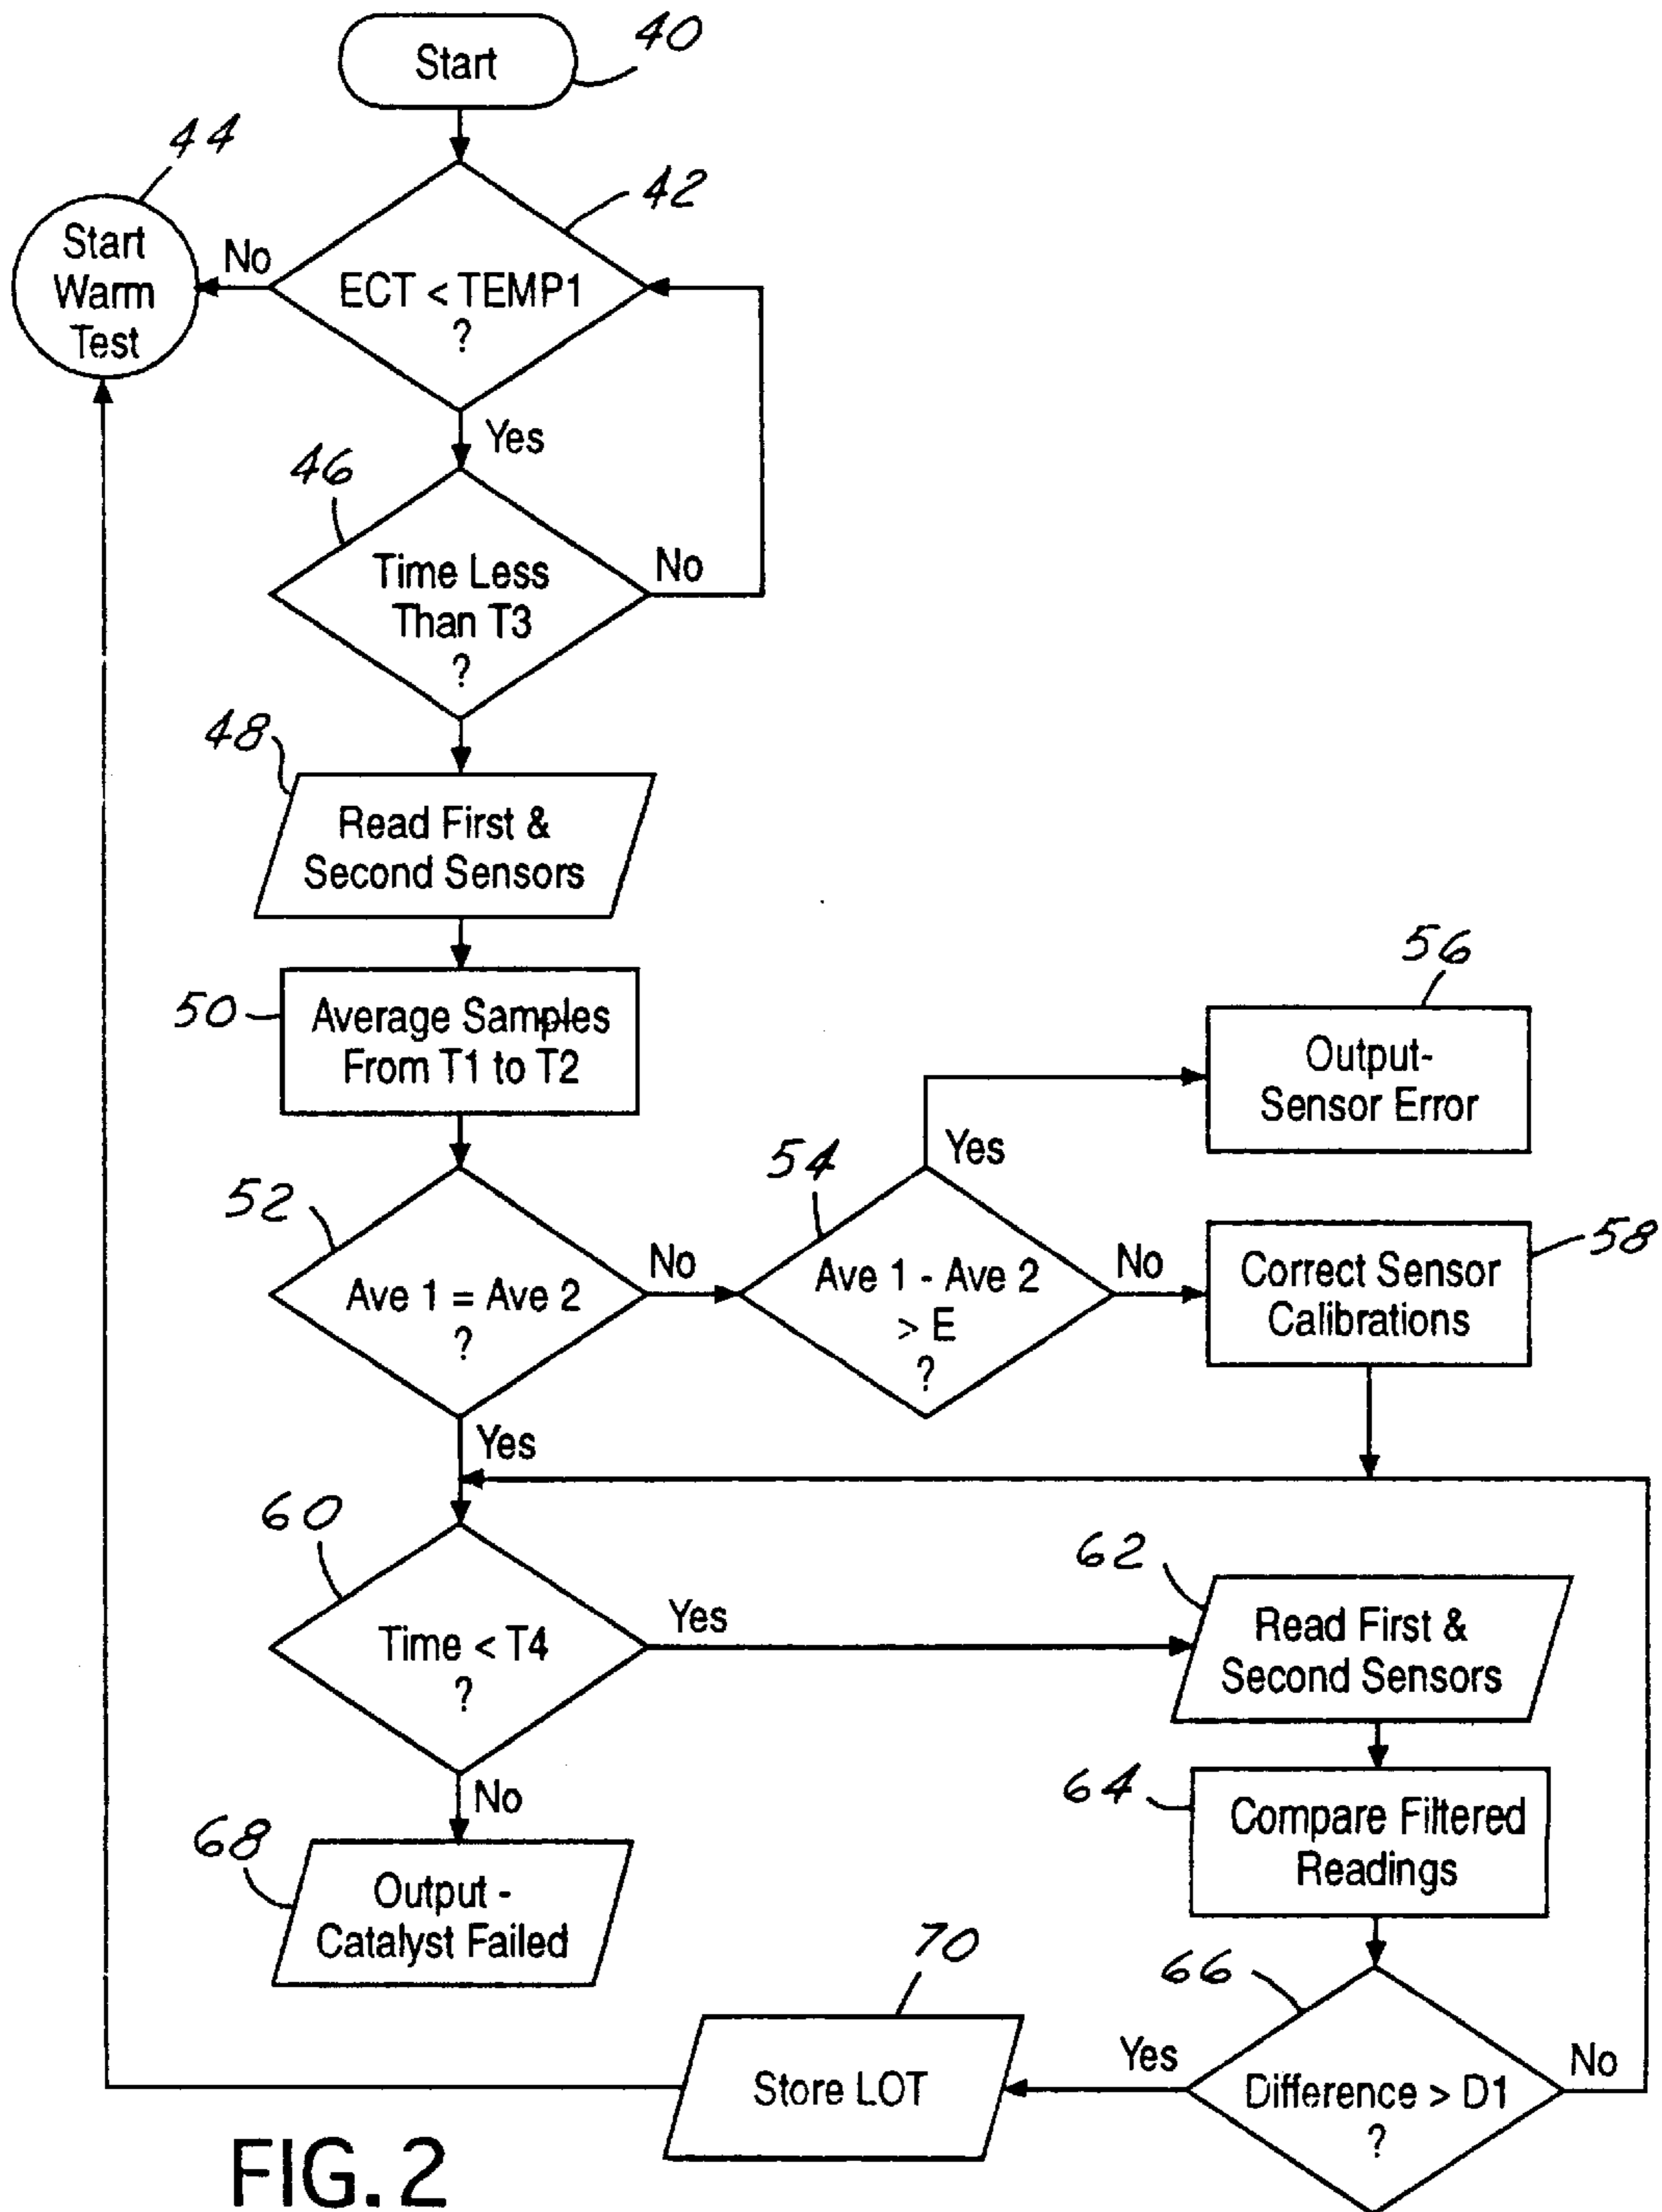 40
Start
44
42
Start
Warm
Test
No
ECT < TEMP1
?
Yes
46
Time Less
Than T3
?
No
48
Read First &
Second Sensors
50
Average Samples
From T1 to T2
56
Output-
Sensor Error
52
Ave 1 = Ave 2
?
No
54
Yes
Ave 1 - Ave 2
> E
?
No
58
Correct Sensor
Calibrations
Yes
60
Time < T4
?
Yes
62
Read First &
Second Sensors
64
Compare Filtered
Readings
No
68
Output -
Catalyst Failed
66
Difference > D1
?
No
Yes
70
Store LOT
FIG. 2